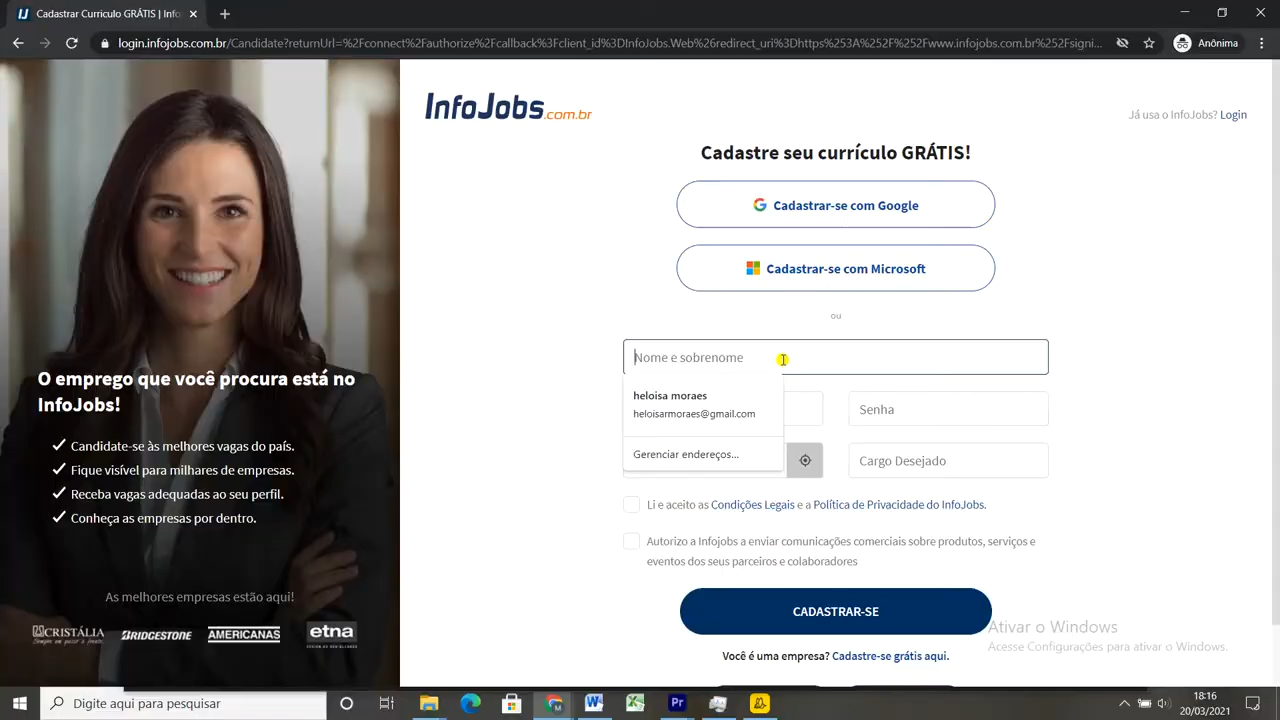 Cadastrar Currículo GRÁTIS!
login.infojobs.com.br/Candidate?returnUrl=%2Fconnect%2Fauthorize%2Fcallback%3Fclient_id%3DInfoJobs.Web%26redirect_uri%3Dhttps%253A%252F%252Fwww.infojobs.com.br%252Fsigni...
Anônima
InfoJobs.com.br
Já usa o InfoJobs? Login
Cadastre seu currículo GRÁTIS!
Cadastrar-se com Google
Cadastrar-se com Microsoft
ou
Nome e sobrenome
heloisa moraes
heloisarmoraes@gmail.com
Gerenciar endereços...
Senha
Cargo Desejado
Li e aceito as Condições Legais e a Política de Privacidade do InfoJobs.
Autorizo a Infojobs a enviar comunicações comerciais sobre produtos, serviços e
eventos dos seus parceiros e colaboradores
CADASTRAR-SE
Você é uma empresa? Cadastre-se grátis aqui.
O emprego que você procura está no
InfoJobs!
Candidate-se às melhores vagas do país.
Fique visível para milhares de empresas.
Receba vagas adequadas ao seu perfil.
Conheça as empresas por dentro.
As melhores empresas estão aqui!
CRISTÁLIA
BRIDGESTONE
AMERICANAS
etna
Ativar o Windows
Acesse Configurações para ativar o Windows.
Digite aqui para pesquisar
18:16
20/03/2021